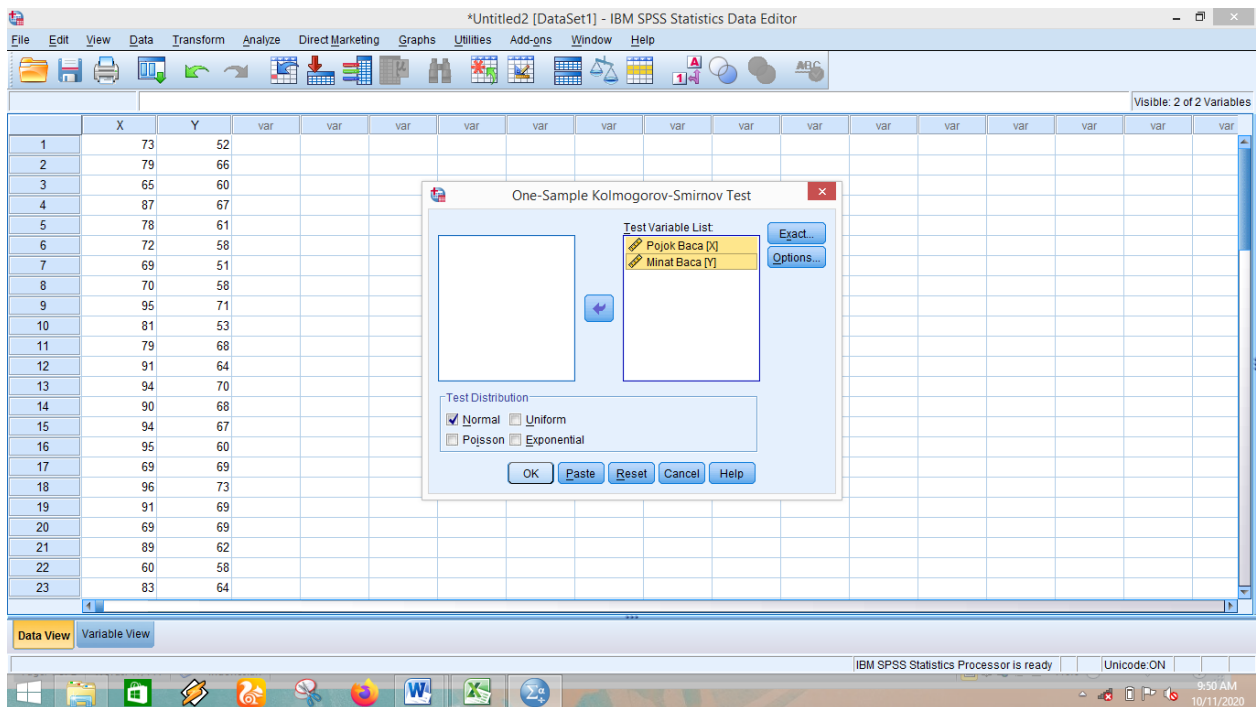 *Untitled2 [DataSet1] - IBM SPSS Statistics Data Editor
File Edit View Data Transform Analyze Direct Marketing Graphs Utilities Add-ons Window Help
Visible: 2 of 2 Variables
X Y var var var var var var var var var var var var var var var
1 73 52
2 79 66
3 65 60
4 87 67
5 78 61
6 72 58
7 69 51
8 70 58
9 95 71
10 81 53
11 79 68
12 91 64
13 94 70
14 90 68
15 94 67
16 95 60
17 69 69
18 96 73
19 91 69
20 69 69
21 89 62
22 60 58
23 83 64
One-Sample Kolmogorov-Smirnov Test
Test Variable List:
Pojok Baca [X]
Minat Baca [Y]
Exact...
Options...
Test Distribution
Normal Uniform
Poisson Exponential
OK Paste Reset Cancel Help
Data View Variable View
IBM SPSS Statistics Processor is ready Unicode:ON
9:50 AM
10/11/2020